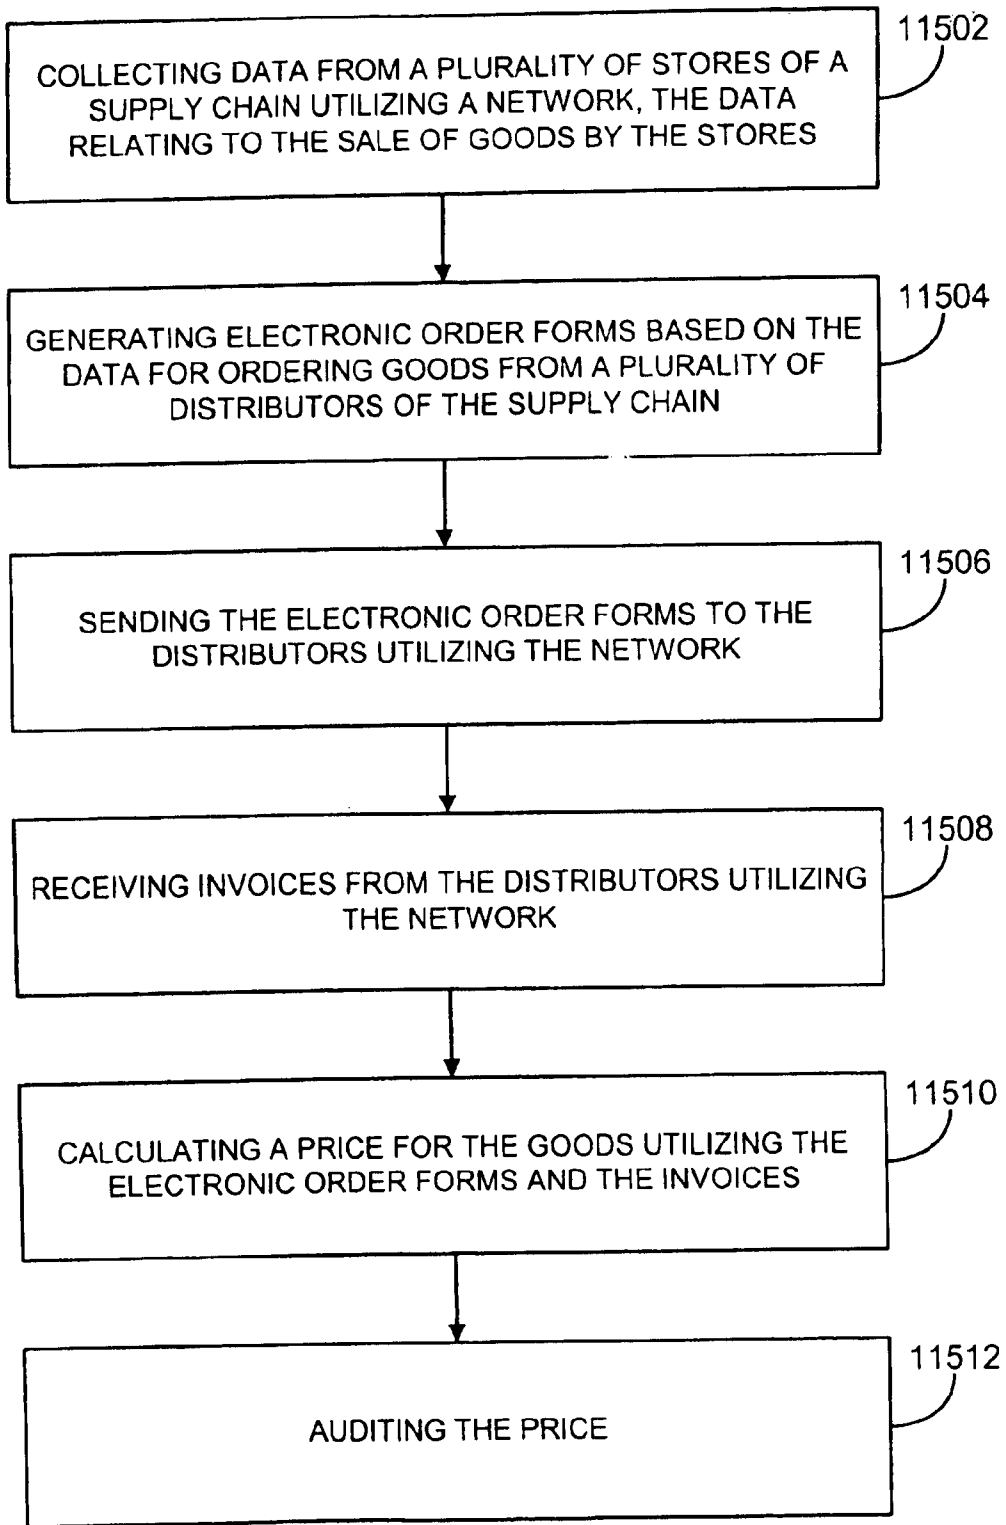 11502
COLLECTING DATA FROM A PLURALITY OF STORES OF A
SUPPLY CHAIN UTILIZING A NETWORK, THE DATA
RELATING TO THE SALE OF GOODS BY THE STORES
11504
GENERATING ELECTRONIC ORDER FORMS BASED ON THE
DATA FOR ORDERING GOODS FROM A PLURALITY OF
DISTRIBUTORS OF THE SUPPLY CHAIN
11506
SENDING THE ELECTRONIC ORDER FORMS TO THE
DISTRIBUTORS UTILIZING THE NETWORK
11508
RECEIVING INVOICES FROM THE DISTRIBUTORS UTILIZING
THE NETWORK
11510
CALCULATING A PRICE FOR THE GOODS UTILIZING THE
ELECTRONIC ORDER FORMS AND THE INVOICES
11512
AUDITING THE PRICE